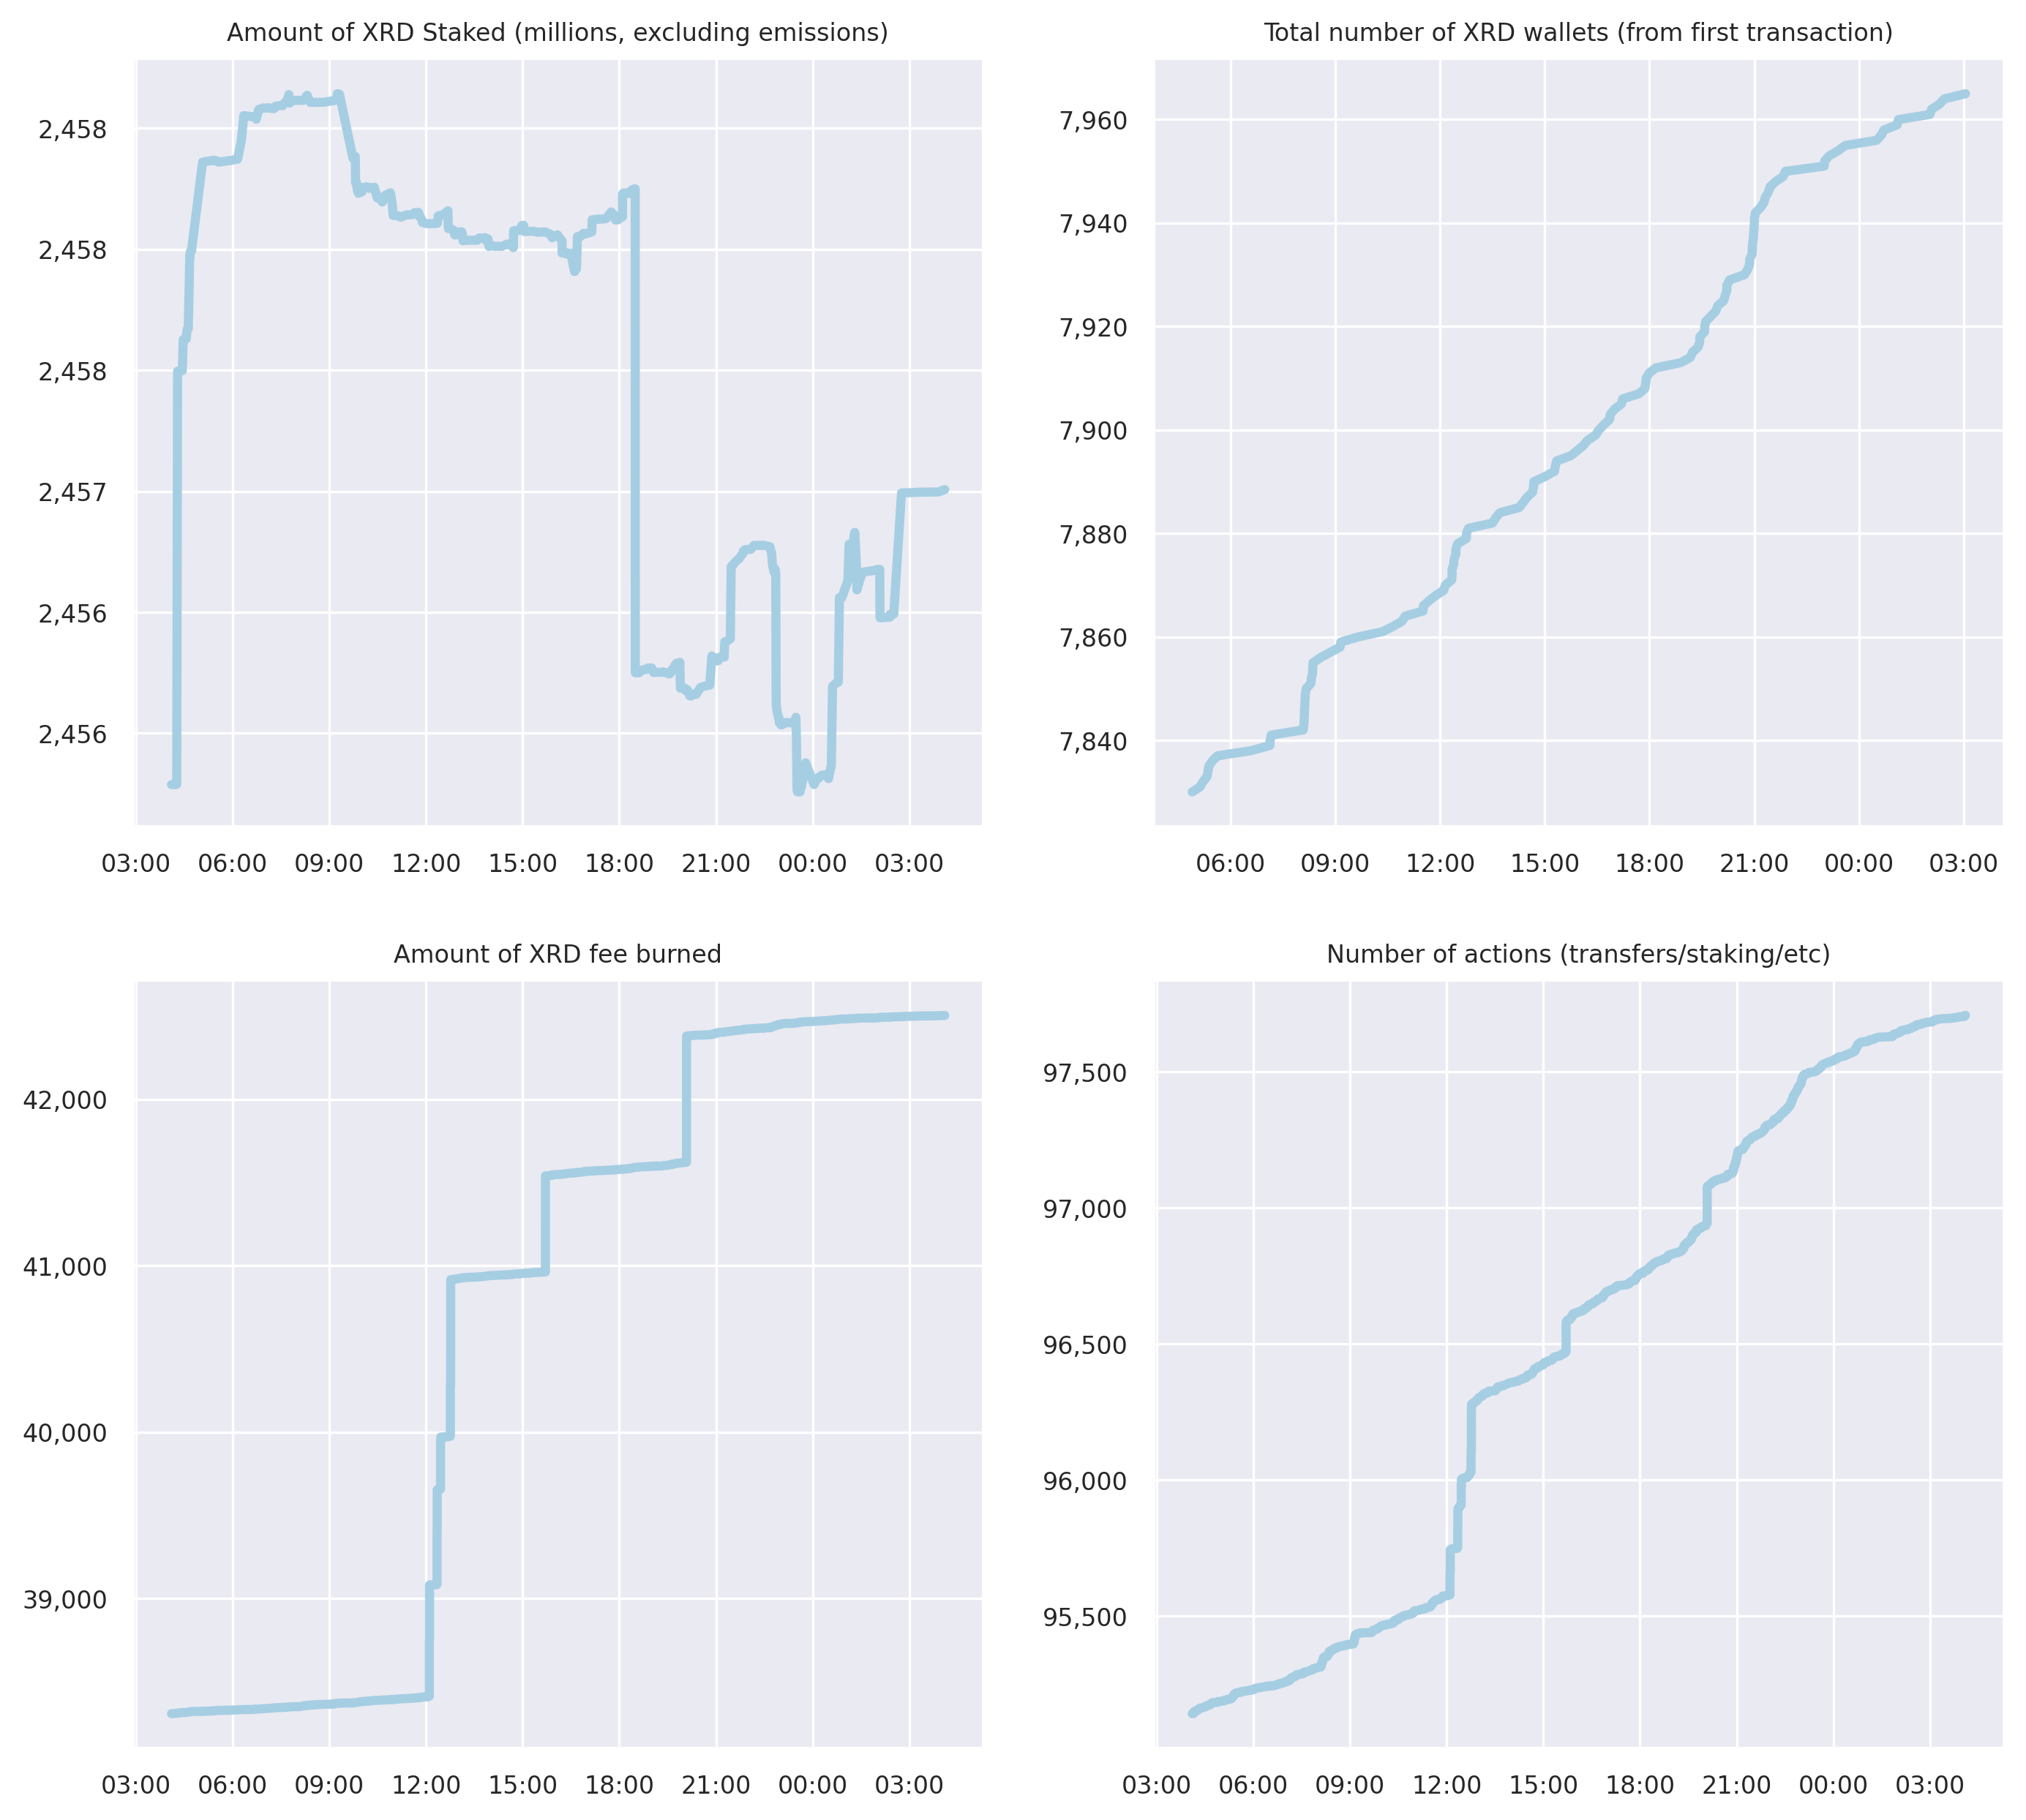 Amount of XRD Staked (millions, excluding emissions)
2,458
2,458
2,458
2,457
2,456
2,456
03:00 06:00 09:00 12:00 15:00 18:00 21:00 00:00 03:00
Total number of XRD wallets (from first transaction)
7,960
7,940
7,920
7,900
7,880
7,860
7,840
06:00 09:00 12:00 15:00 18:00 21:00 00:00 03:00
Amount of XRD fee burned
42,000
41,000
40,000
39,000
03:00 06:00 09:00 12:00 15:00 18:00 21:00 00:00 03:00
Number of actions (transfers/staking/etc)
97,500
97,000
96,500
96,000
95,500
03:00 06:00 09:00 12:00 15:00 18:00 21:00 00:00 03:00